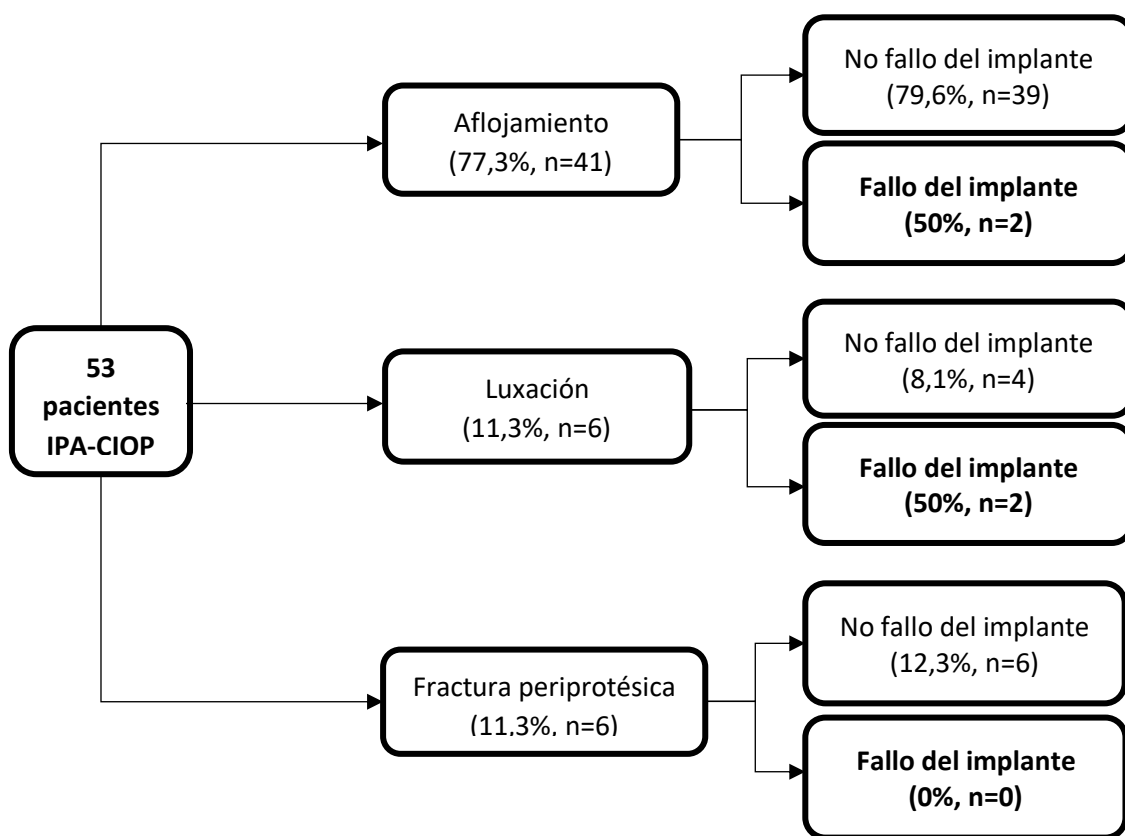 53
pacientes
IPA-CIOP
Aflojamiento
(77,3%, n=41)
No fallo del implante
(79,6%, n=39)
Fallo del implante
(50%, n=2)
Luxación
(11,3%, n=6)
No fallo del implante
(8,1%, n=4)
Fallo del implante
(50%, n=2)
Fractura periprotésica
(11,3%, n=6)
No fallo del implante
(12,3%, n=6)
Fallo del implante
(0%, n=0)